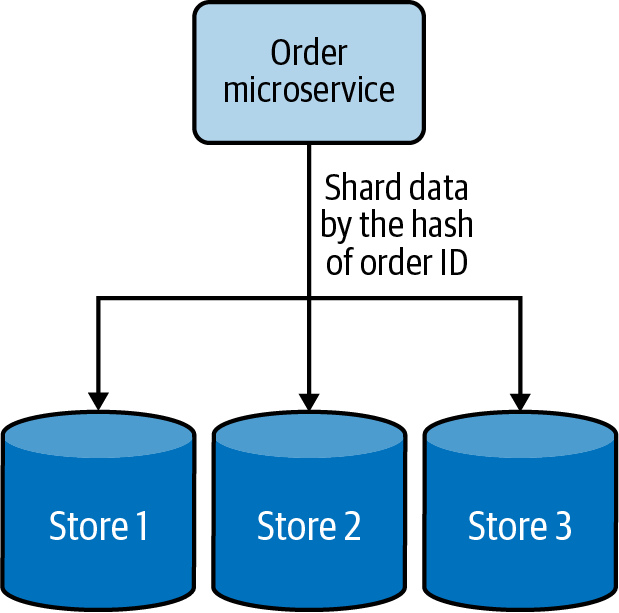 Order
microservice
Shard data
by the hash
of order ID
Store 1
Store 2
Store 3